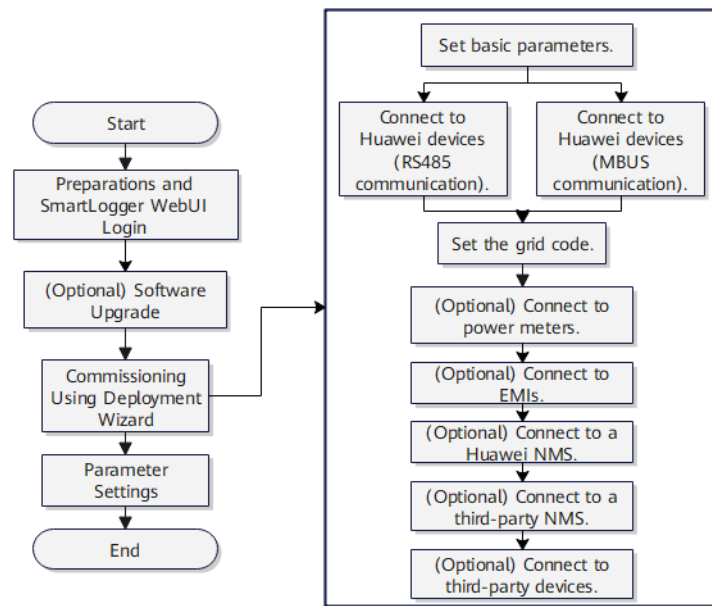 Start
Preparations and
SmartLogger WebUI
Login
(Optional) Software
Upgrade
Commissioning
Using Deployment
Wizard
Parameter
Settings
End
Set basic parameters.
Connect to
Huawei devices
(RS485
communication).
Connect to
Huawei devices
(MBUS
communication).
Set the grid code.
(Optional) Connect to
power meters.
(Optional) Connect to
EMIs.
(Optional) Connect to a
Huawei NMS.
(Optional) Connect to a
third-party NMS.
(Optional) Connect to
third-party devices.